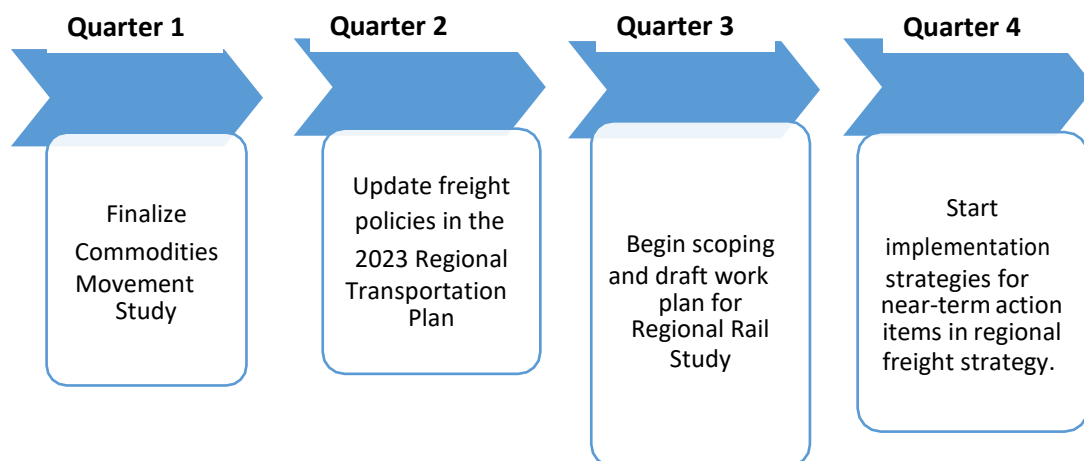 Quarter 1
Finalize
Commodities
Movement
Study
Quarter 2
Update freight
policies in the
2023 Regional
Transportation
Plan
Quarter 3
Begin scoping
and draft work
plan for
Regional Rail
Study
Quarter 4
Start
implementation
strategies for
near-term action
items in regional
freight strategy.